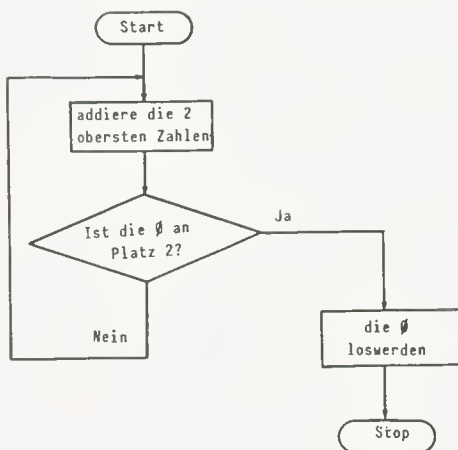 Start
addiere die 2
obersten Zahlen
Ist die Ø an
Platz 2?
Ja
Nein
die Ø
loswerden
Stop